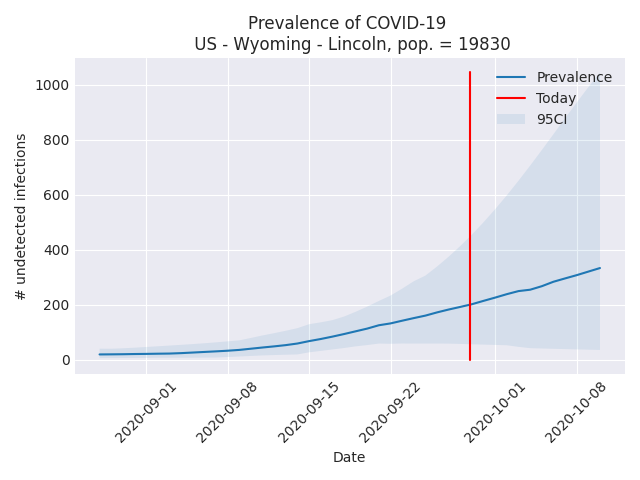 Prevalence of COVID-19
US - Wyoming - Lincoln, pop. = 19830
Prevalence
Today
95CI
1000
800
600
400
200
0
# undetected infections
2020-09-01
2020-09-08
2020-09-15
2020-09-22
2020-10-01
2020-10-08
Date